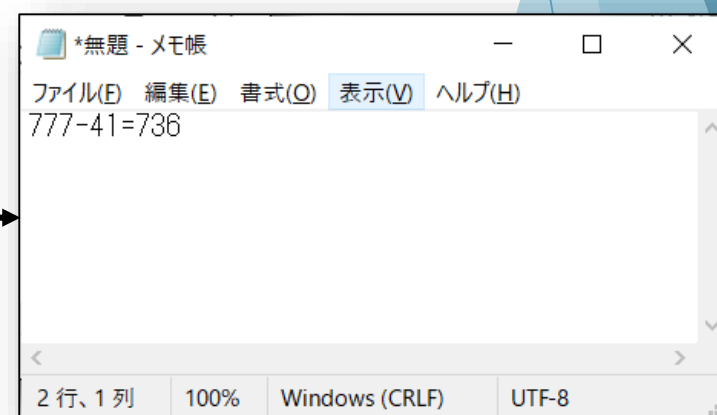 *無題 - メモ帳
ファイル(F) 編集(E) 書式(O) 表示(V) ヘルプ(H)
777-41=736
2 行、1 列 100% Windows (CRLF) UTF-8